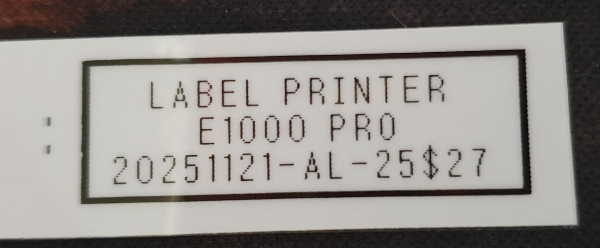 LABEL PRINTER
E1000 PRO
20251121-AL-25$27